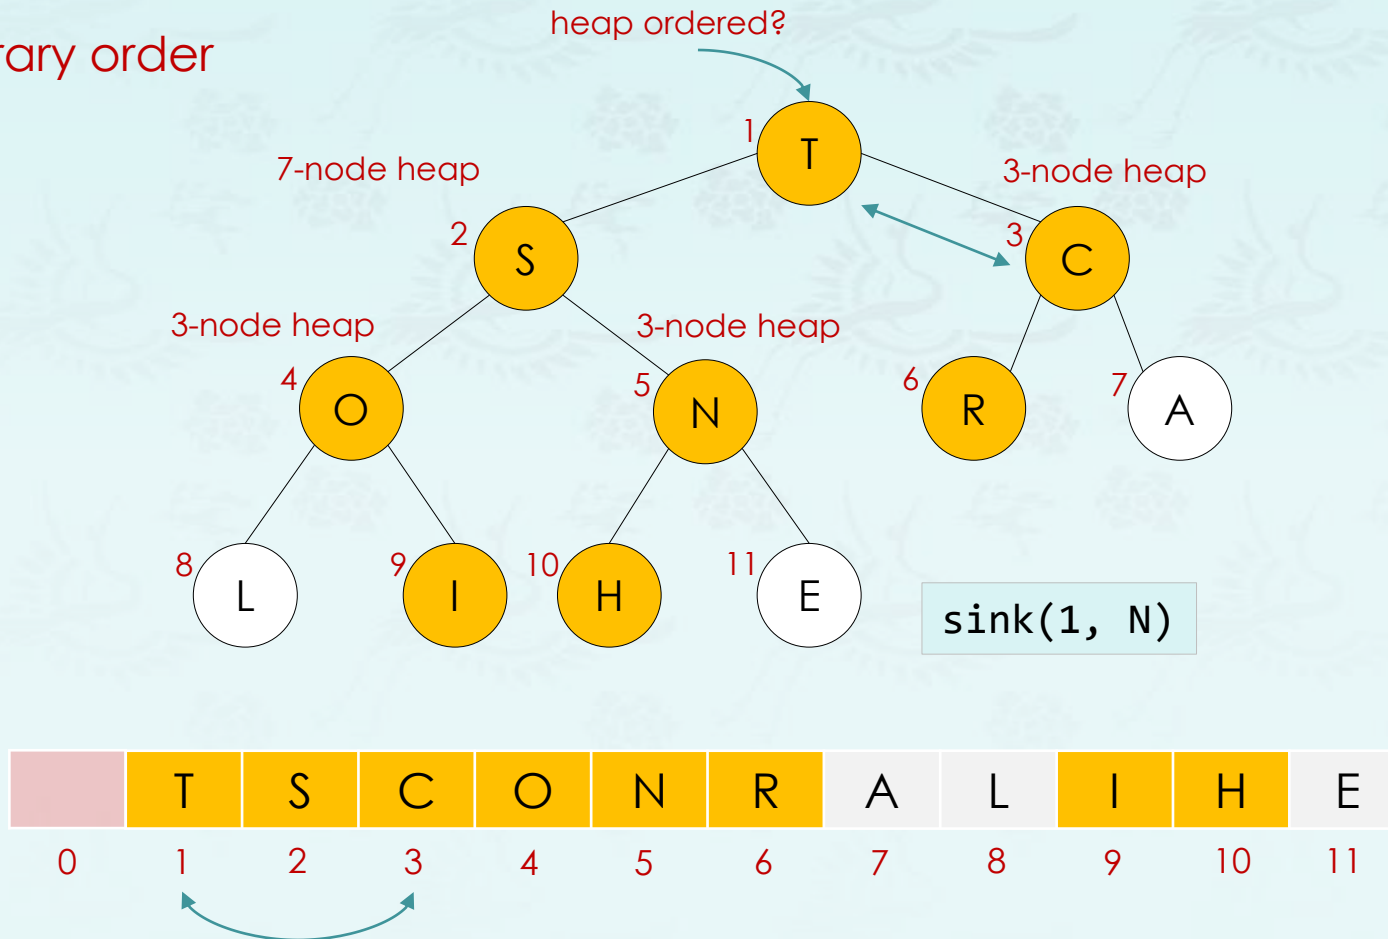 heap ordered?
rary order
1
T
7-node heap
3-node heap
2
S
3
C
3-node heap
3-node heap
4
O
5
N
6
R
7
A
8
L
9
I
10
H
11
E
sink(1, N)
T S C O N R A L I H E
0 1 2 3 4 5 6 7 8 9 10 11